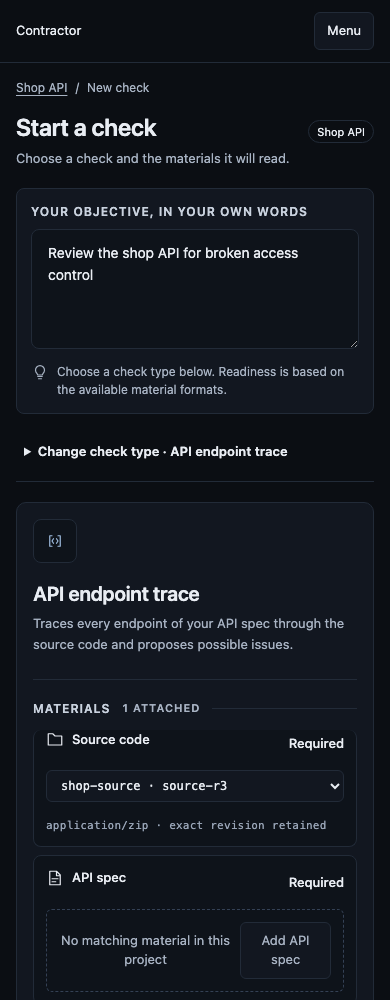 Contractor
Menu
Shop API / New check
Start a check
Shop API
Choose a check and the materials it will read.
YOUR OBJECTIVE, IN YOUR OWN WORDS
Review the shop API for broken access
control
Choose a check type below. Readiness is based on
the available material formats.
Change check type · API endpoint trace
API endpoint trace
Traces every endpoint of your API spec through the
source code and proposes possible issues.
MATERIALS 1 ATTACHED
Source code
Required
shop-source · source-r3
application/zip · exact revision retained
API spec
Required
No matching material in this
project
Add API
spec